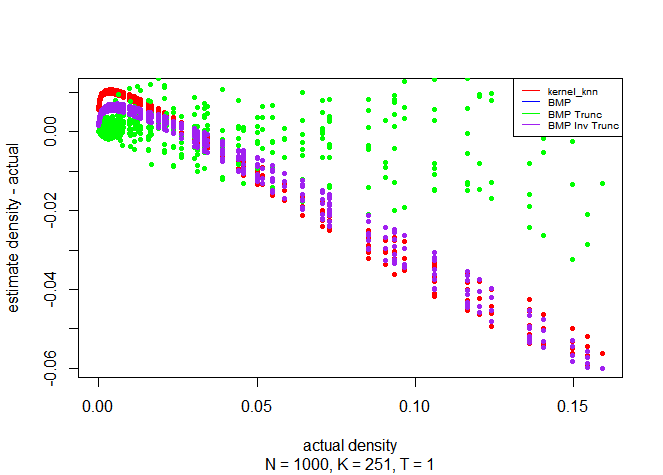 kernel_knn
BMP
BMP Trunc
BMP Inv Trunc
estimate density - actual
0.00
-0.02
-0.04
-0.06
0.00 0.05 0.10 0.15
actual density
N = 1000, K = 251, T = 1